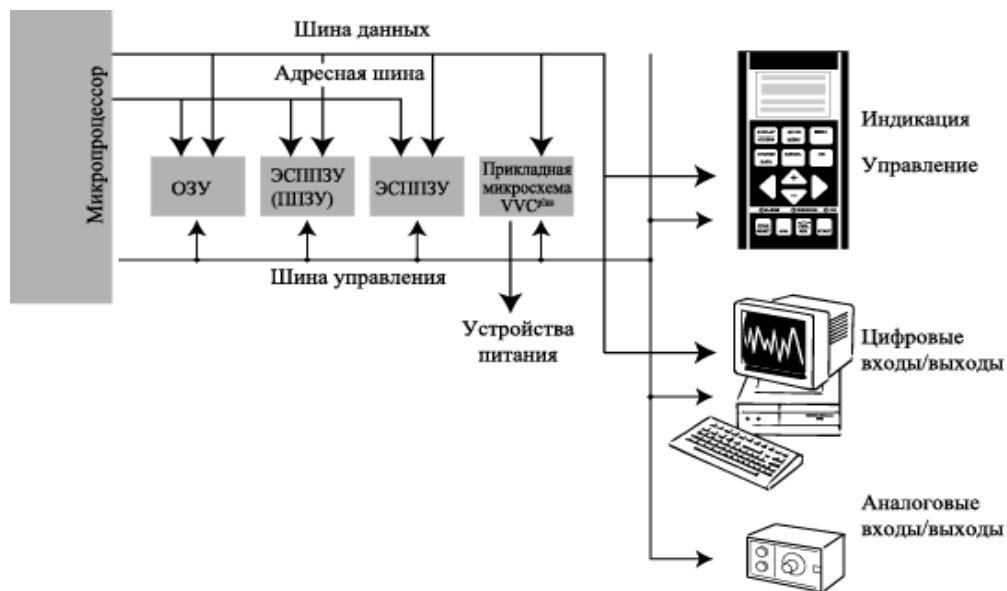 Микропроцессор
Шина данных
Адресная шина
ОЗУ
ЭСППЗУ
(ППЗУ)
ЭСППЗУ
Прикладная
микросхема
VVCplus
Шина управления
Устройства
питания
Индикация
Управление
Цифровые
входы/выходы
Аналоговые
входы/выходы